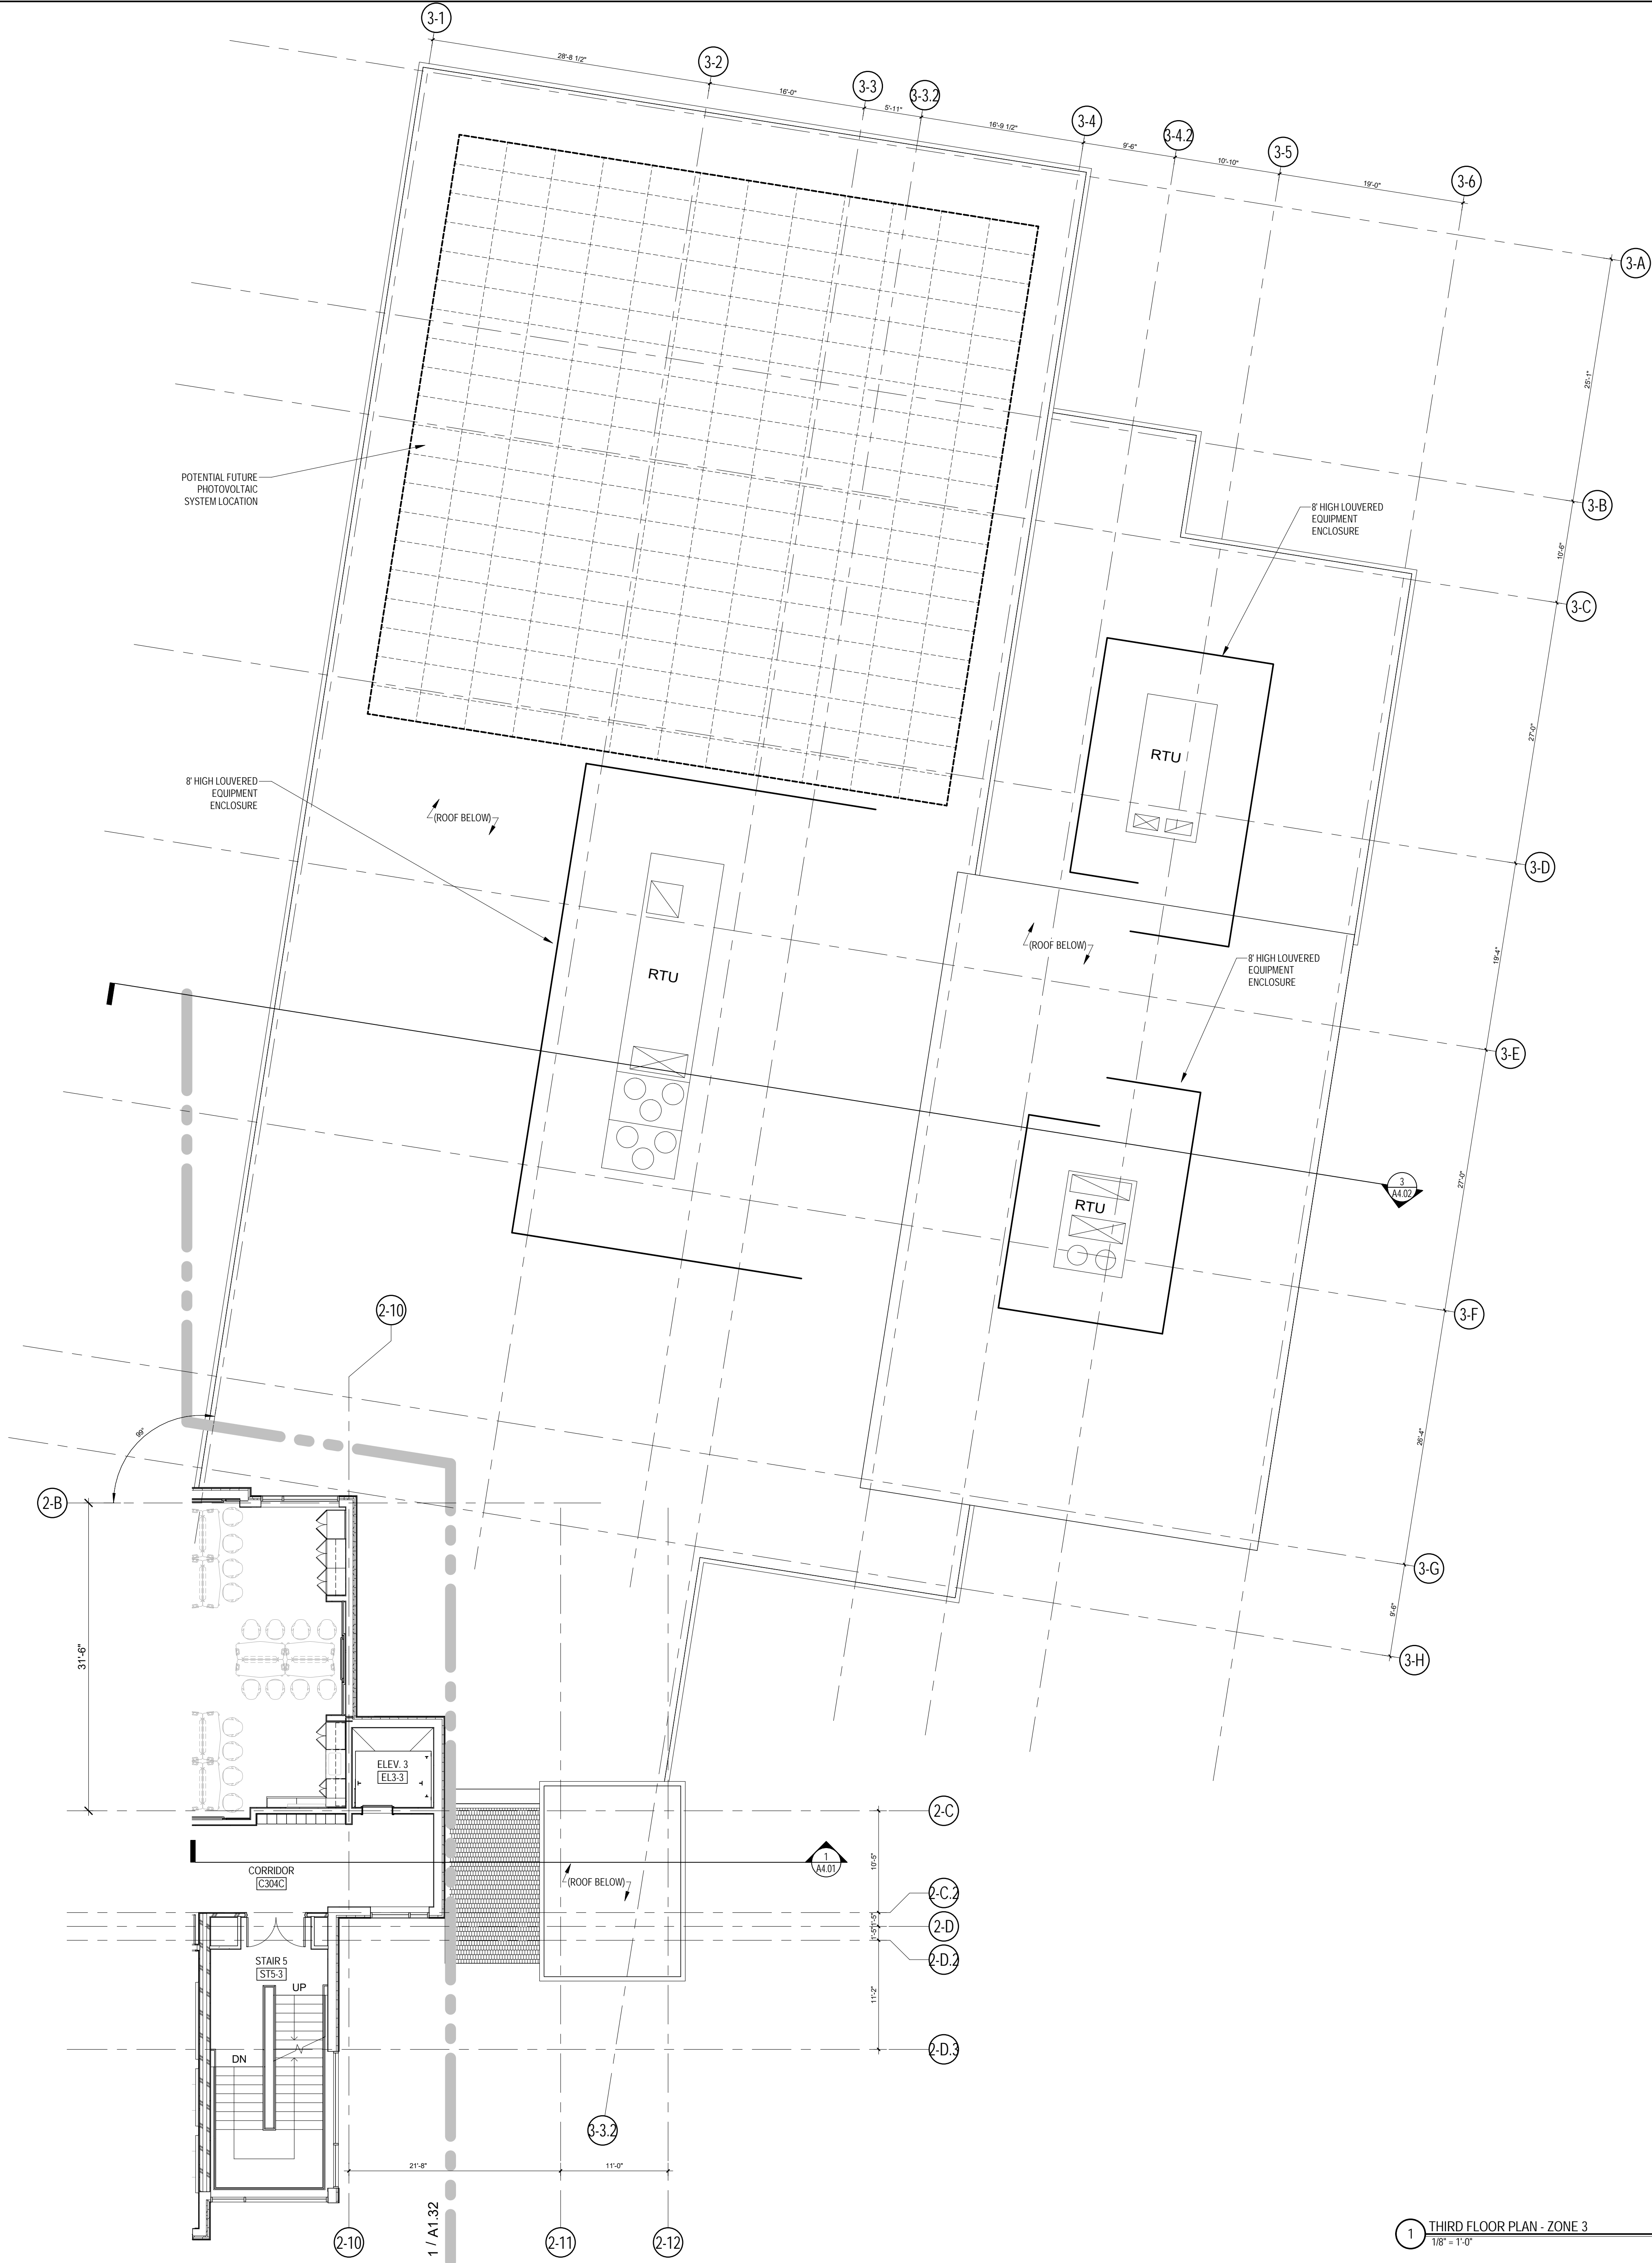 3-1
28'-8 1/2"
3-2
16'-0"
3-3
5'-11"
3-3.2
16'-9 1/2"
3-4
9'-6"
3-4.2
10'-10"
3-5
19'-0"
3-6
3-A
25'-1"
3-B
10'-6"
3-C
27'-0"
3-D
19'-4"
3-E
27'-0"
3-F
26'-4"
3-G
9'-6"
3-H
POTENTIAL FUTURE
PHOTOVOLTAIC
SYSTEM LOCATION
8' HIGH LOUVERED
EQUIPMENT
ENCLOSURE
RTU
8' HIGH LOUVERED
EQUIPMENT
ENCLOSURE
(ROOF BELOW)
RTU
(ROOF BELOW)
8' HIGH LOUVERED
EQUIPMENT
ENCLOSURE
RTU
3
A4.02
2-10
99°
2-B
31'-6"
ELEV. 3
EL3-3
2-C
CORRIDOR
C304C
(ROOF BELOW)
1
A4.01
10'-5"
2-C.2
1'-5"
2-D
1'-5"
2-D.2
STAIR 5
ST5-3
UP
DN
11'-2"
2-D.3
3-3.2
21'-8"
11'-0"
1 / A1.32
2-10
2-11
2-12
1
THIRD FLOOR PLAN - ZONE 3
1/8" = 1'-0"